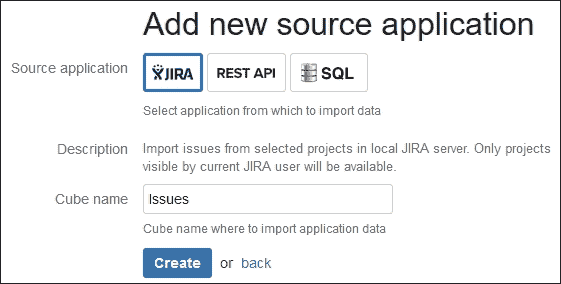 Add new source application
Source application JIRA REST API SQL
Select application from which to import data
Description Import issues from selected projects in local JIRA server. Only projects
visible by current JIRA user will be available.
Cube name Issues
Cube name where to import application data
Create or back